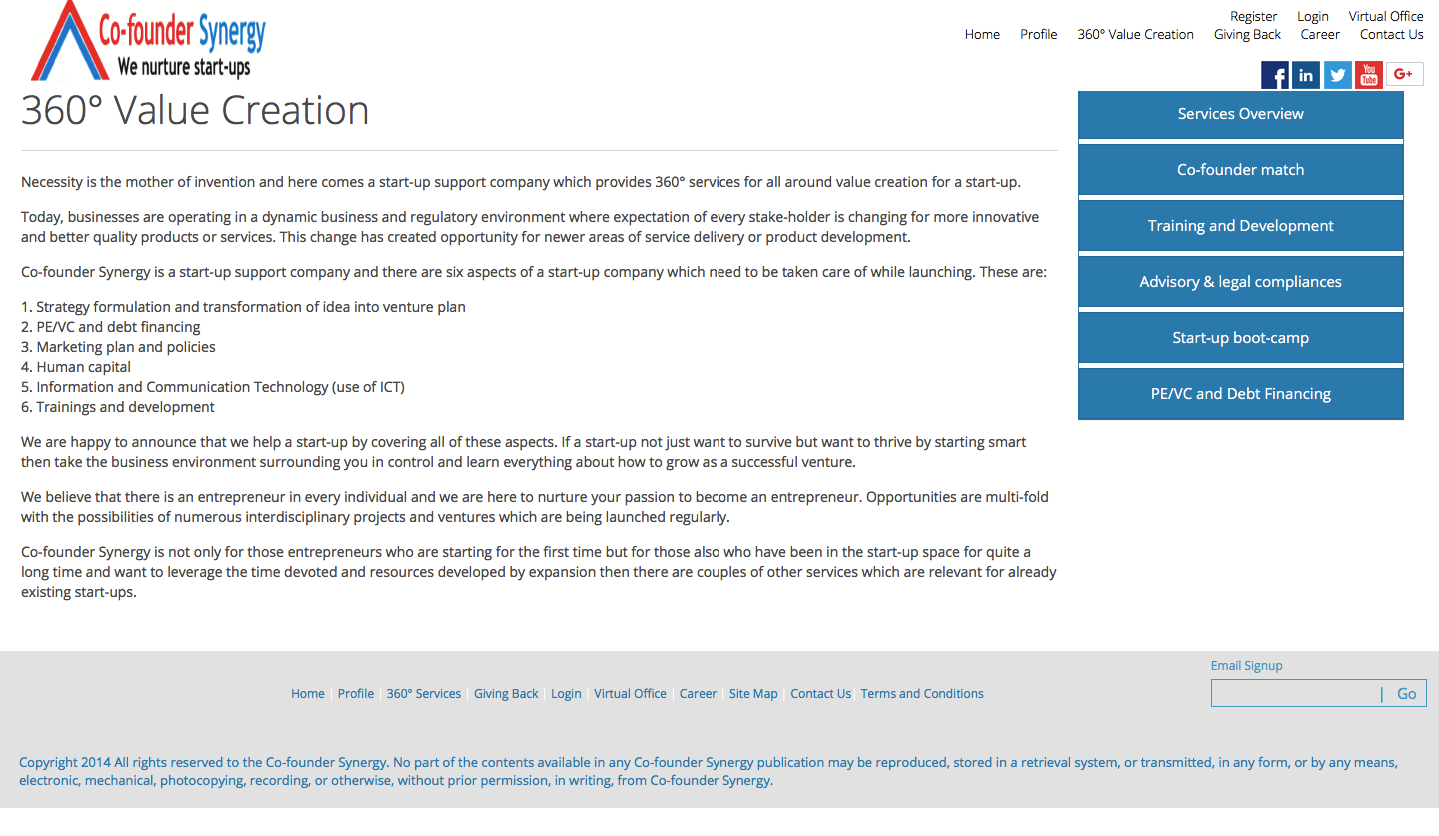 Co-founder Synergy
We nurture start-ups
Register Login Virtual Office
Home Profile 360° Value Creation Giving Back Career Contact Us
f in You Tube G+
360° Value Creation
Necessity is the mother of invention and here comes a start-up support company which provides 360° services for all around value creation for a start-up.
Today, businesses are operating in a dynamic business and regulatory environment where expectation of every stake-holder is changing for more innovative
and better quality products or services. This change has created opportunity for newer areas of service delivery or product development.
Co-founder Synergy is a start-up support company and there are six aspects of a start-up company which need to be taken care of while launching. These are:
1. Strategy formulation and transformation of idea into venture plan
2. PE/VC and debt financing
3. Marketing plan and policies
4. Human capital
5. Information and Communication Technology (use of ICT)
6. Trainings and development
We are happy to announce that we help a start-up by covering all of these aspects. If a start-up not just want to survive but want to thrive by starting smart
then take the business environment surrounding you in control and learn everything about how to grow as a successful venture.
We believe that there is an entrepreneur in every individual and we are here to nurture your passion to become an entrepreneur. Opportunities are multi-fold
with the possibilities of numerous interdisciplinary projects and ventures which are being launched regularly.
Co-founder Synergy is not only for those entrepreneurs who are starting for the first time but for those also who have been in the start-up space for quite a
long time and want to leverage the time devoted and resources developed by expansion then there are couples of other services which are relevant for already
existing start-ups.
Services Overview
Co-founder match
Training and Development
Advisory & legal compliances
Start-up boot-camp
PE/VC and Debt Financing
Email Signup
| Go
Home | Profile | 360° Services | Giving Back | Login | Virtual Office | Career | Site Map | Contact Us | Terms and Conditions
Copyright 2014 All rights reserved to the Co-founder Synergy. No part of the contents available in any Co-founder Synergy publication may be reproduced, stored in a retrieval system, or transmitted, in any form, or by any means,
electronic, mechanical, photocopying, recording, or otherwise, without prior permission, in writing, from Co-founder Synergy.